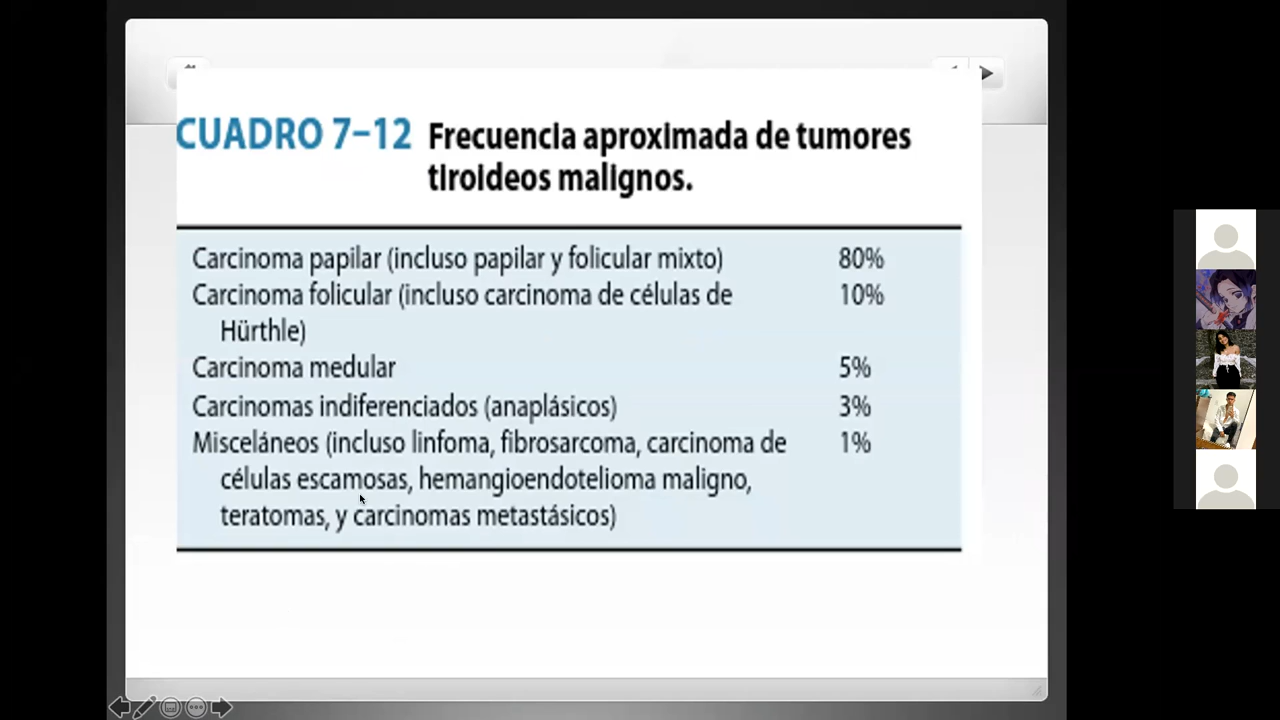 CUADRO 7–12 Frecuencia aproximada de tumores
tiroideos malignos.
Carcinoma papilar (incluso papilar y folicular mixto) 80%
Carcinoma folicular (incluso carcinoma de células de 10%
Hürthle)
Carcinoma medular 5%
Carcinomas indiferenciados (anaplásicos) 3%
Misceláneos (incluso linfoma, fibrosarcoma, carcinoma de 1%
células escamosas, hemangioendotelioma maligno,
teratomas, y carcinomas metastásicos)